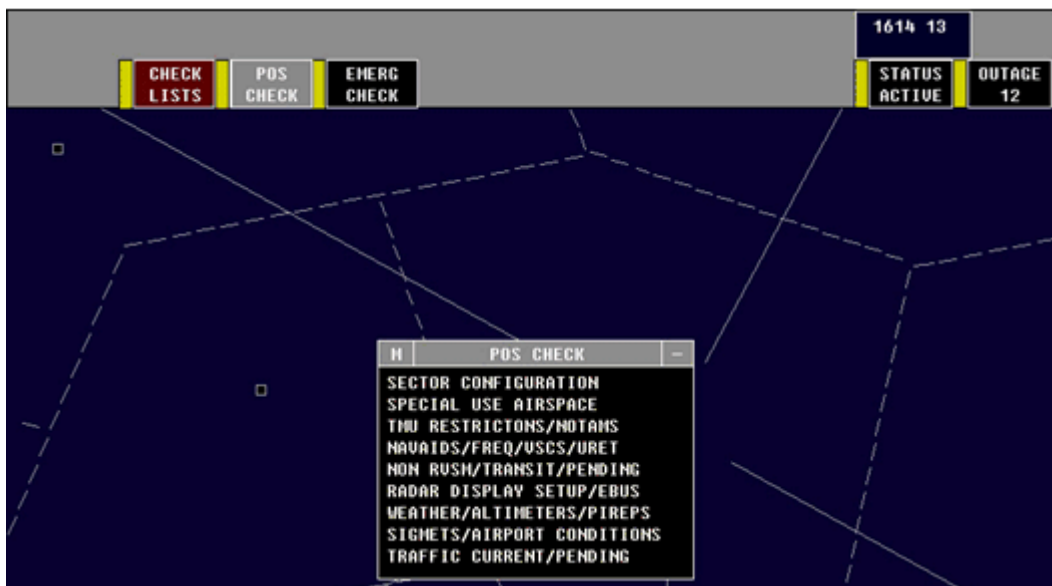 1614 13
CHECK
LISTS
POS
CHECK
EMERG
CHECK
STATUS
ACTIVE
OUTAGE
12
M POS CHECK –
SECTOR CONFIGURATION
SPECIAL USE AIRSPACE
TMU RESTRICTONS/NOTAMS
NAVAIDS/FREQ/VSCS/URET
NON RVSM/TRANSIT/PENDING
RADAR DISPLAY SETUP/EBUS
WEATHER/ALTIMETERS/PIREPS
SIGMETS/AIRPORT CONDITIONS
TRAFFIC CURRENT/PENDING